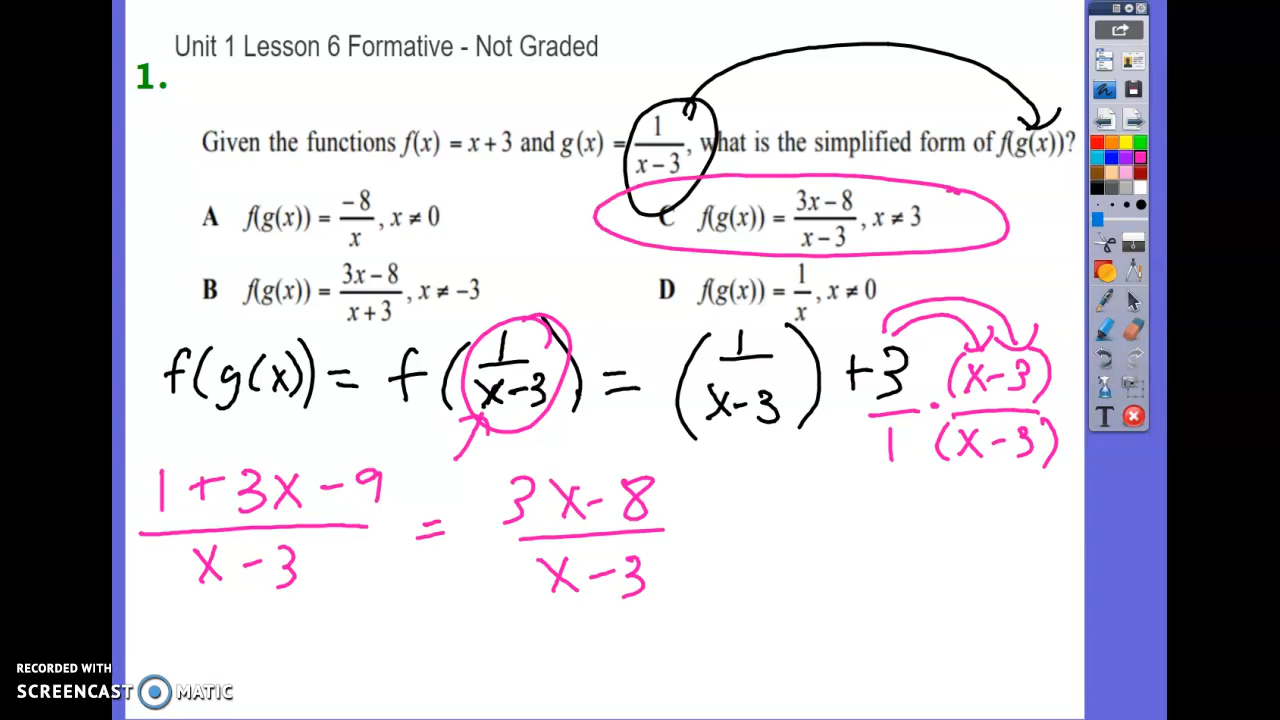 Unit 1 Lesson 6 Formative - Not Graded
1.
Given the functions f(x) = x + 3 and g(x) = 1/(x − 3), what is the simplified form of f(g(x))?
A f(g(x)) = −8/x, x ≠ 0
C f(g(x)) = (3x − 8)/(x − 3), x ≠ 3
B f(g(x)) = (3x − 8)/(x + 3), x ≠ −3
D f(g(x)) = 1/x, x ≠ 0
f(g(x)) = f(1/(x−3)) = (1/(x−3)) + 3/1 · (x−3)/(x−3)
(1+3x−9)/(x−3) = (3x−8)/(x−3)
T
RECORDED WITH
SCREENCAST MATIC